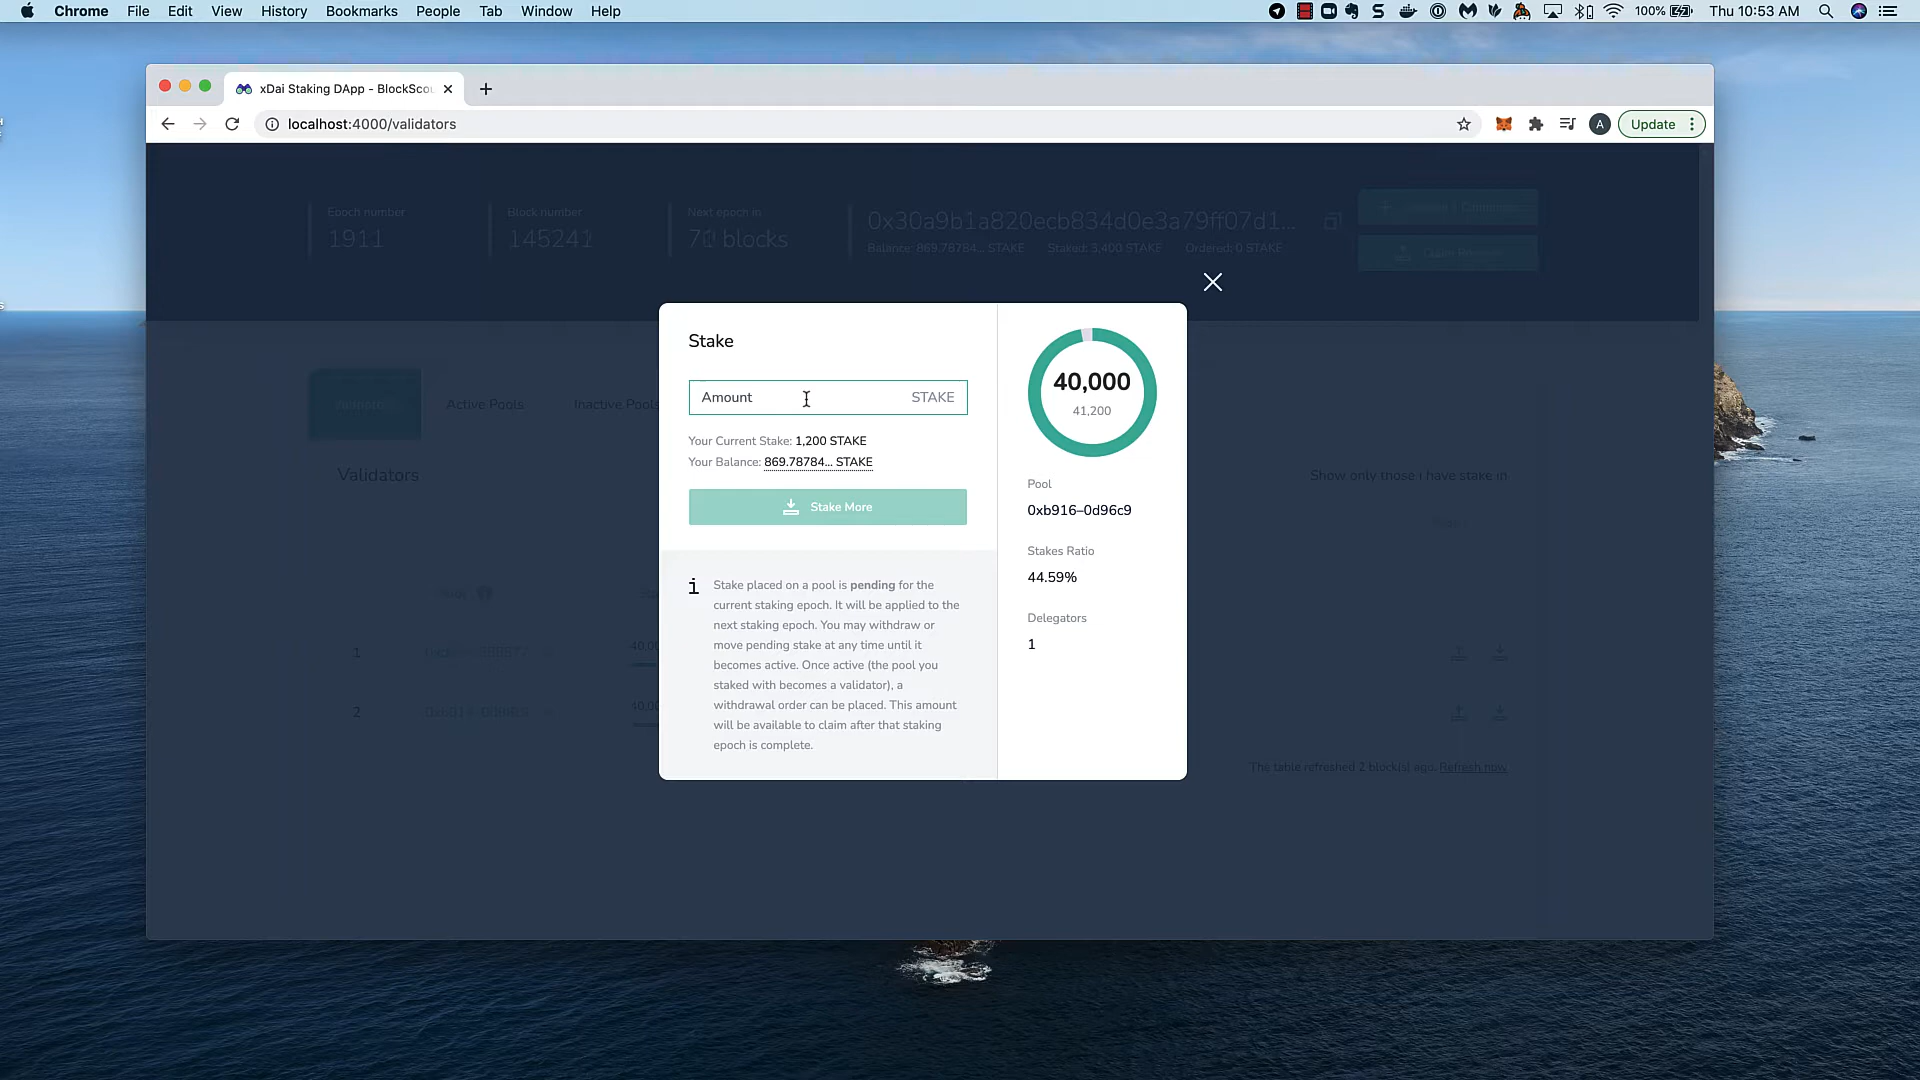 Chrome File Edit View History Bookmarks People Tab Window Help
100% Thu 10:53 AM
xDai Staking DApp - BlockScou
localhost:4000/validators
A
Update
Epoch number
1911
Block number
145241
Next epoch in
blocks
0x30a9b1a820ecb834d0e3a79ff07d1...
Balance: 869.78784... STAKE Staked: 3,400 STAKE Ordered: 0 STAKE
Active Pools
Inactive Pools
Validators
Show only those I have stake in
1
2
The table refreshed 2 block(s) ago. Refresh now
Stake
Amount STAKE
Your Current Stake: 1,200 STAKE
Your Balance: 869.78784... STAKE
Stake More
i
Stake placed on a pool is pending for the
current staking epoch. It will be applied to the
next staking epoch. You may withdraw or
move pending stake at any time until it
becomes active. Once active (the pool you
staked with becomes a validator), a
withdrawal order can be placed. This amount
will be available to claim after that staking
epoch is complete.
40,000
41,200
Pool
0xb916–0d96c9
Stakes Ratio
44.59%
Delegators
1